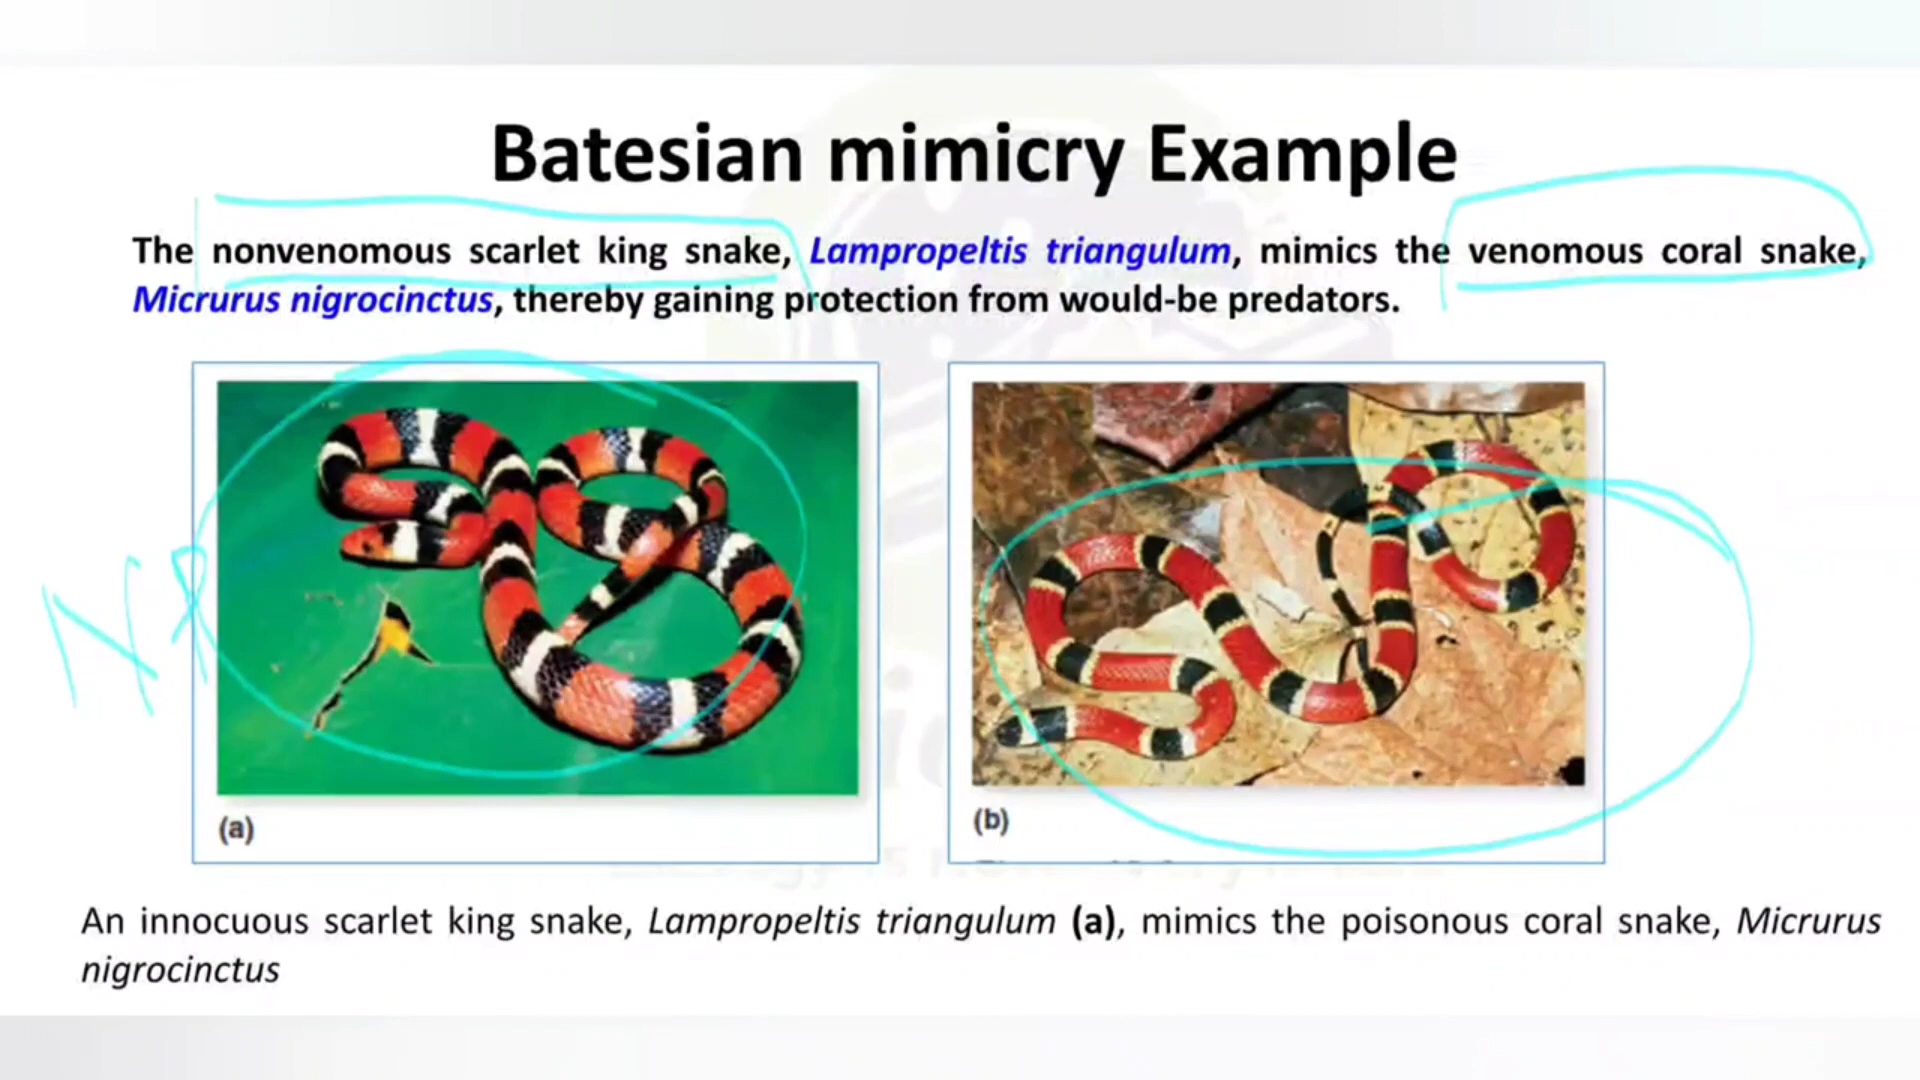 Batesian mimicry Example
The nonvenomous scarlet king snake, Lampropeltis triangulum, mimics the venomous coral snake,
Micrurus nigrocinctus, thereby gaining protection from would-be predators.
(a)
(b)
An innocuous scarlet king snake, Lampropeltis triangulum (a), mimics the poisonous coral snake, Micrurus
nigrocinctus